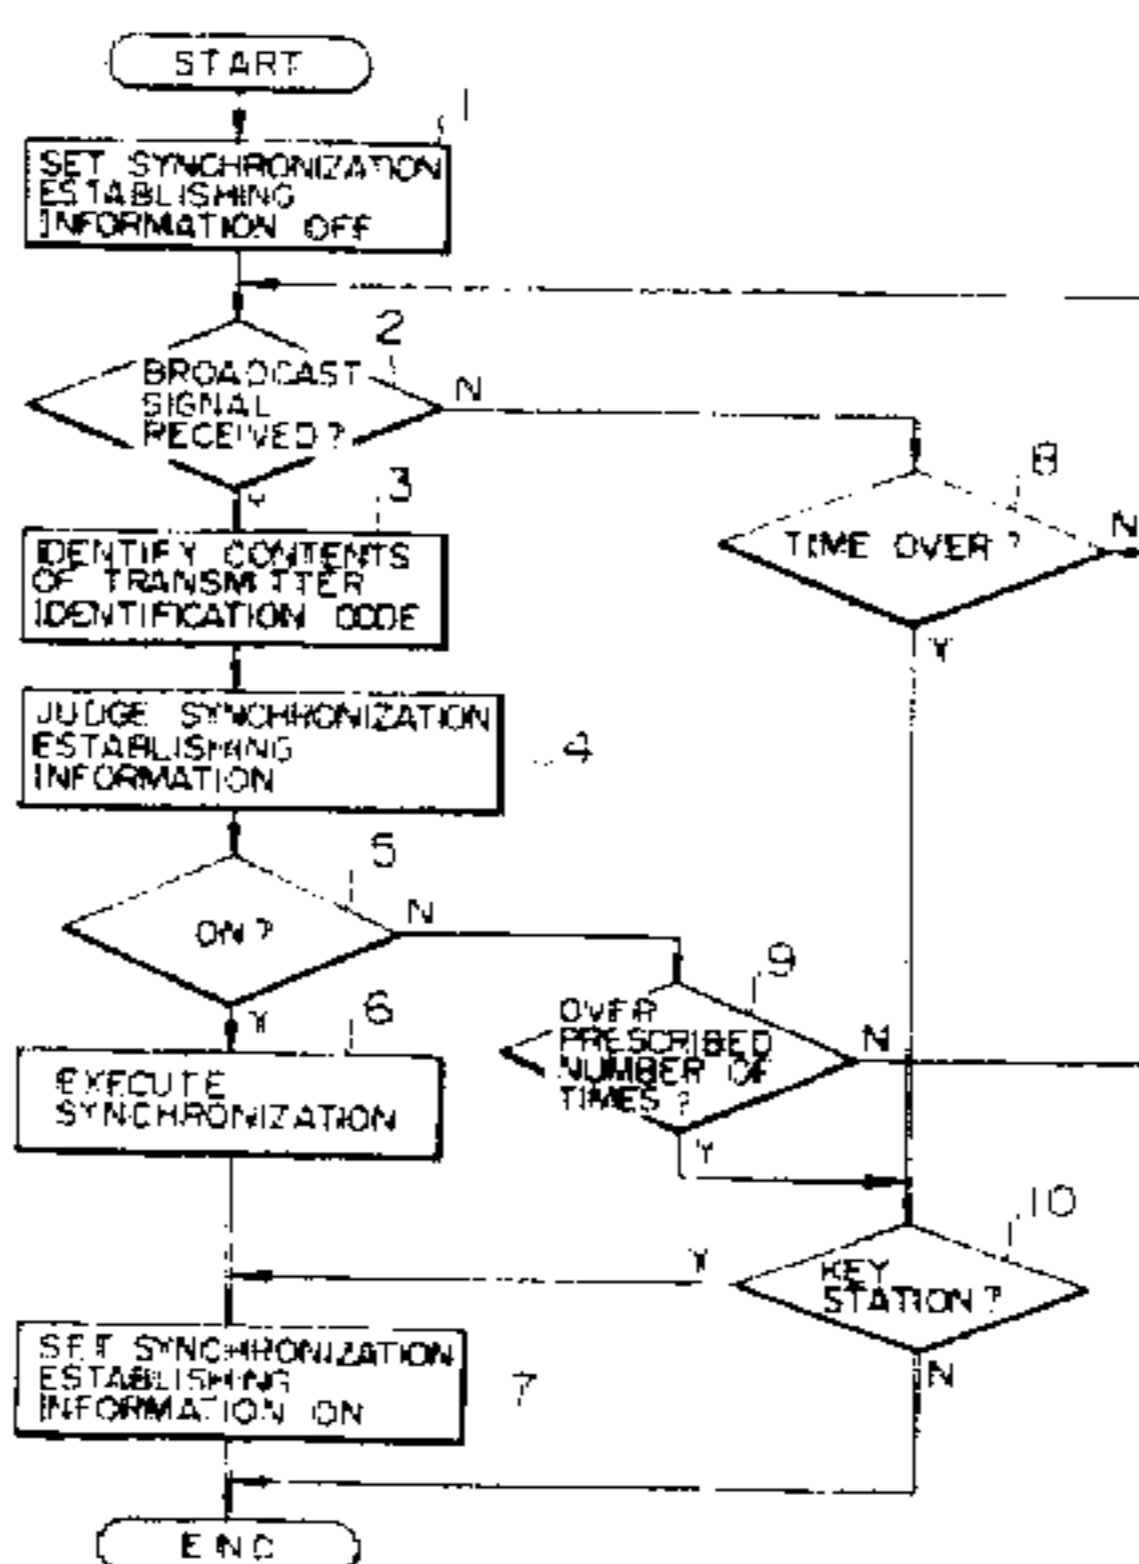 START
1
SET SYNCHRONIZATION
ESTABLISHING
INFORMATION OFF
2
BROADCAST
SIGNAL
RECEIVED?
N
Y
3
IDENTIFY CONTENTS
OF TRANSMITTER
IDENTIFICATION CODE
8
TIME OVER?
N
Y
JUDGE SYNCHRONIZATION
ESTABLISHING
INFORMATION
4
5
ON?
N
Y
6
EXECUTE
SYNCHRONIZATION
9
OVER
PRESCRIBED
NUMBER OF
TIMES?
N
Y
10
KEY
STATION?
Y
N
SET SYNCHRONIZATION
ESTABLISHING
INFORMATION ON
7
END